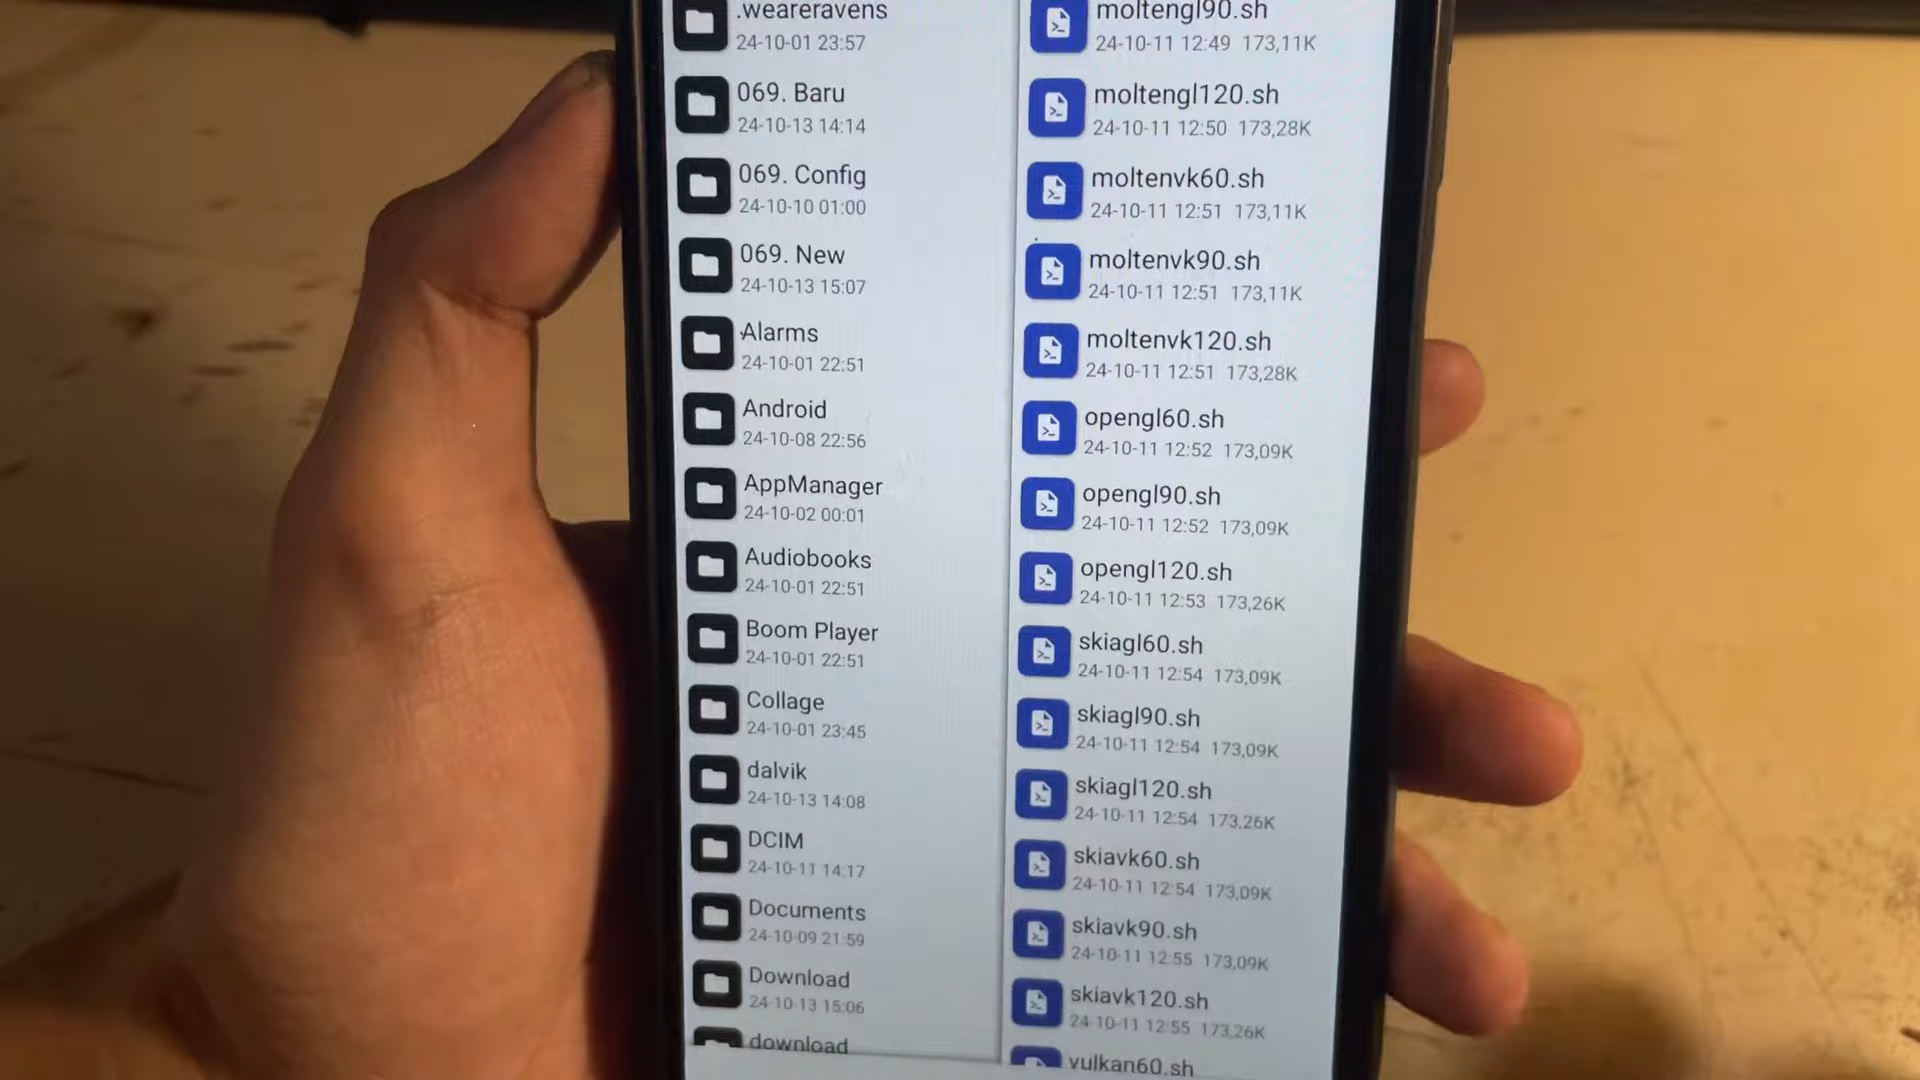 .weareravens
24-10-01 23:57
069. Baru
24-10-13 14:14
069. Config
24-10-10 01:00
069. New
24-10-13 15:07
Alarms
24-10-01 22:51
Android
24-10-08 22:56
AppManager
24-10-02 00:01
Audiobooks
24-10-01 22:51
Boom Player
24-10-01 22:51
Collage
24-10-01 23:45
dalvik
24-10-13 14:08
DCIM
24-10-11 14:17
Documents
24-10-09 21:59
Download
24-10-13 15:06
download
moltengl90.sh
24-10-11 12:49 173,11K
moltengl120.sh
24-10-11 12:50 173,28K
moltenvk60.sh
24-10-11 12:51 173,11K
moltenvk90.sh
24-10-11 12:51 173,11K
moltenvk120.sh
24-10-11 12:51 173,28K
opengl60.sh
24-10-11 12:52 173,09K
opengl90.sh
24-10-11 12:52 173,09K
opengl120.sh
24-10-11 12:53 173,26K
skiagl60.sh
24-10-11 12:54 173,09K
skiagl90.sh
24-10-11 12:54 173,09K
skiagl120.sh
24-10-11 12:54 173,26K
skiavk60.sh
24-10-11 12:54 173,09K
skiavk90.sh
24-10-11 12:55 173,09K
skiavk120.sh
24-10-11 12:55 173,26K
vulkan60.sh